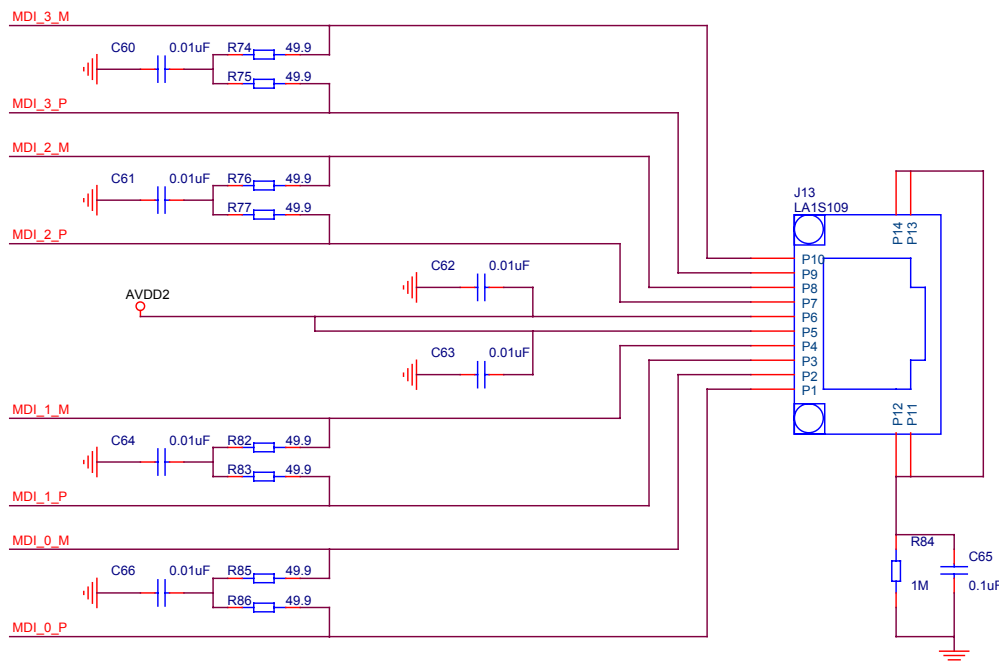 MDI_3_M
C60 0.01uF R74 49.9
R75 49.9
MDI_3_P
MDI_2_M
C61 0.01uF R76 49.9
R77 49.9
MDI_2_P
C62 0.01uF
AVDD2
C63 0.01uF
MDI_1_M
C64 0.01uF R82 49.9
R83 49.9
MDI_1_P
MDI_0_M
C66 0.01uF R85 49.9
R86 49.9
MDI_0_P
J13
LA1S109
P14
P13
P10
P9
P8
P7
P6
P5
P4
P3
P2
P1
P12
P11
R84
1M
C65
0.1uF